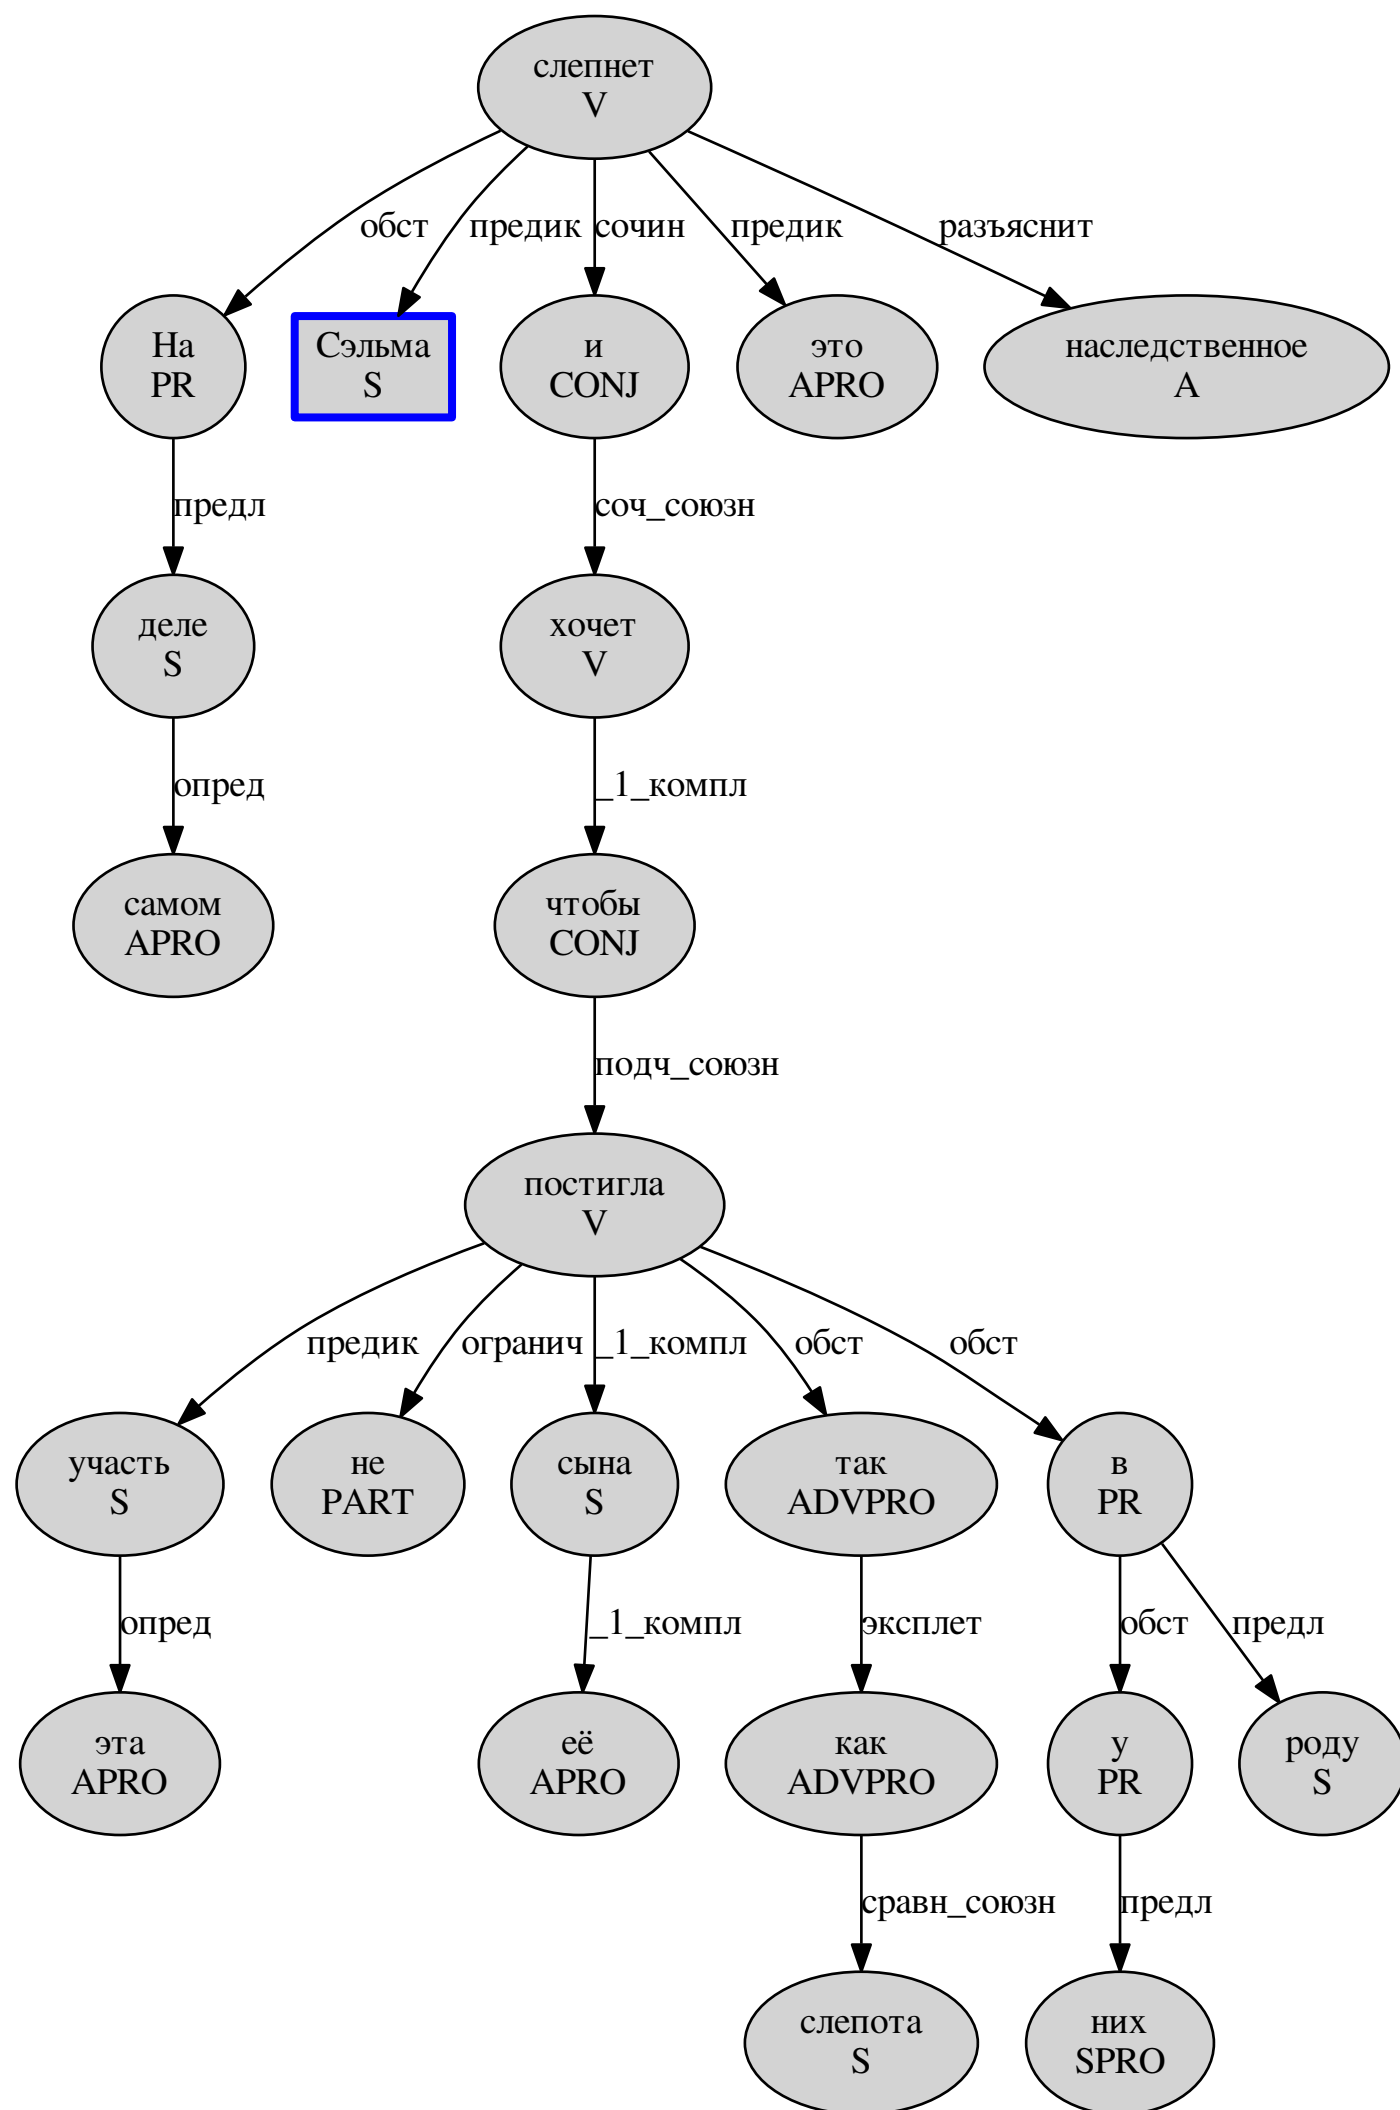 слепнет
V
обст
предик
сочин
предик
разъяснит
На
PR
Сэльма
S
и
CONJ
это
APRO
наследственное
A
предл
соч_союзн
деле
S
хочет
V
опред
_1_компл
самом
APRO
чтобы
CONJ
подч_союзн
постигла
V
предик
огранич
_1_компл
обст
обст
участь
S
не
PART
сына
S
так
ADVPRO
в
PR
опред
_1_компл
эксплет
обст
предл
эта
APRO
её
APRO
как
ADVPRO
у
PR
роду
S
сравн_союзн
предл
слепота
S
них
SPRO